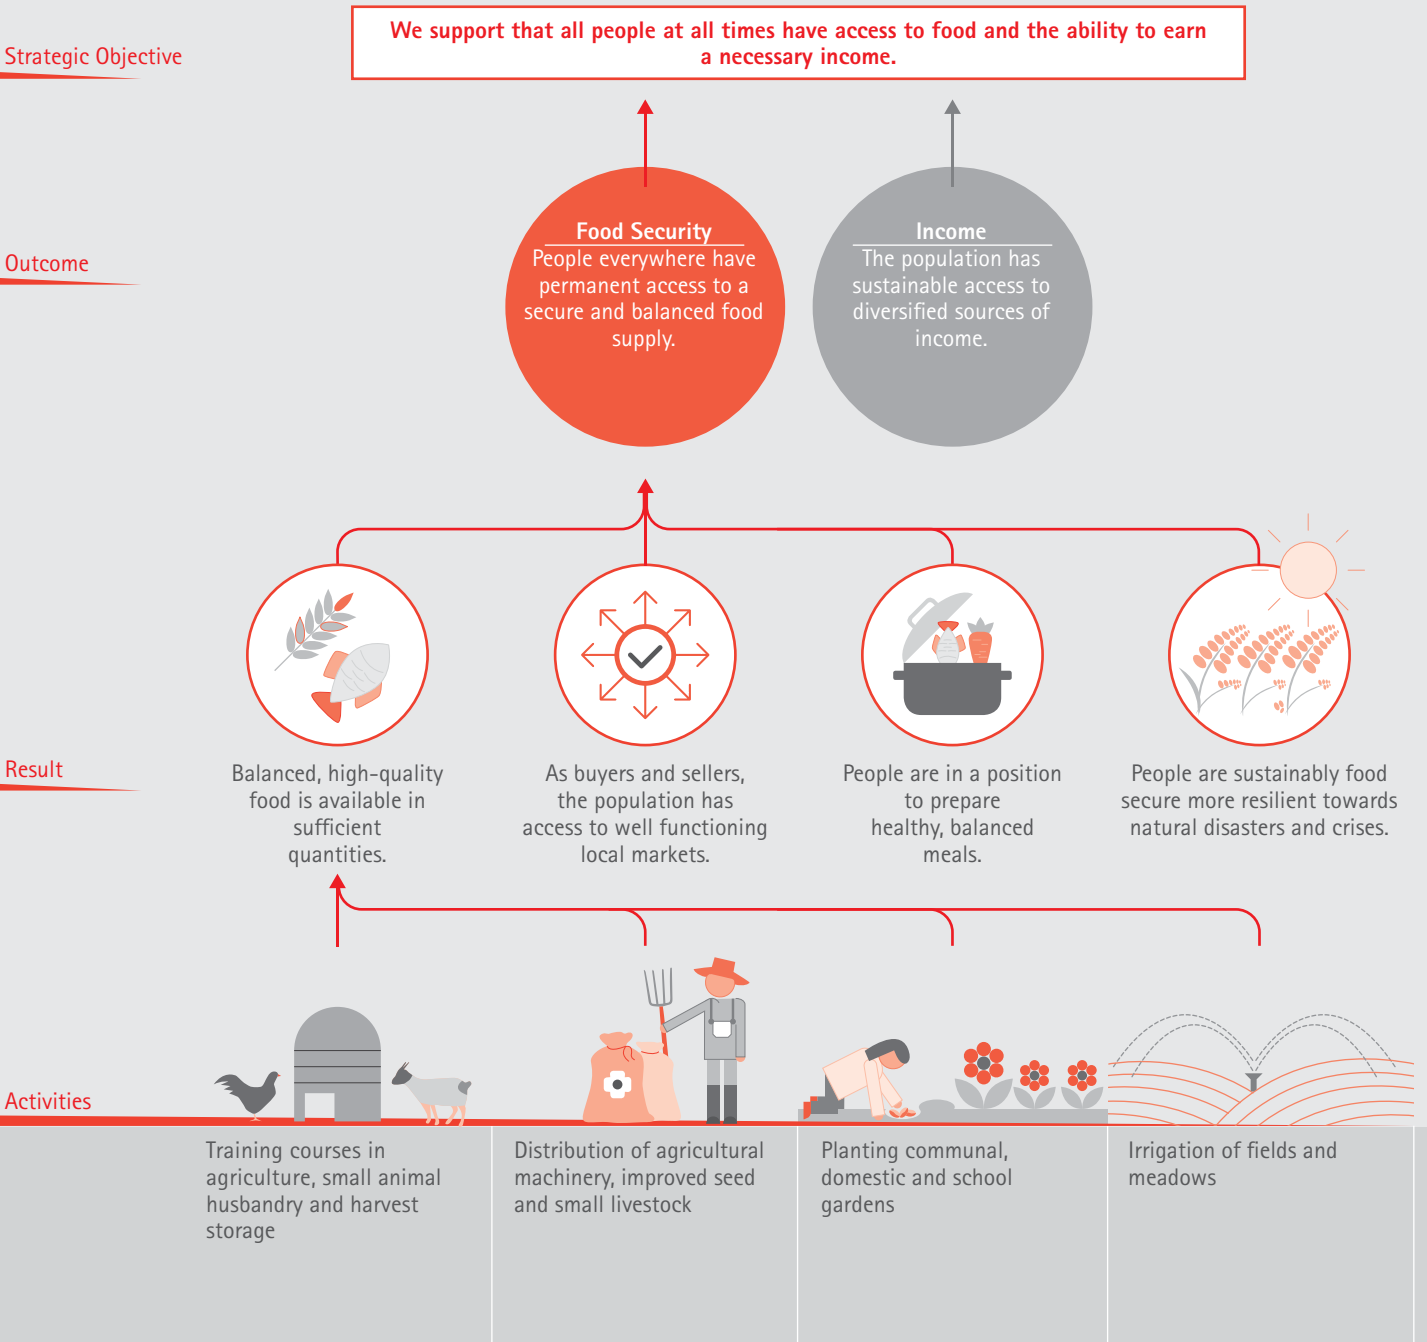 Strategic Objective
We support that all people at all times have access to food and the ability to earn
a necessary income.
Outcome
Food Security
People everywhere have
permanent access to a
secure and balanced food
supply.
Income
The population has
sustainable access to
diversified sources of
income.
Result
Balanced, high-quality
food is available in
sufficient
quantities.
As buyers and sellers,
the population has
access to well functioning
local markets.
People are in a position
to prepare
healthy, balanced
meals.
People are sustainably food
secure more resilient towards
natural disasters and crises.
Activities
Training courses in
agriculture, small animal
husbandry and harvest
storage
Distribution of agricultural
machinery, improved seed
and small livestock
Planting communal,
domestic and school
gardens
Irrigation of fields and
meadows